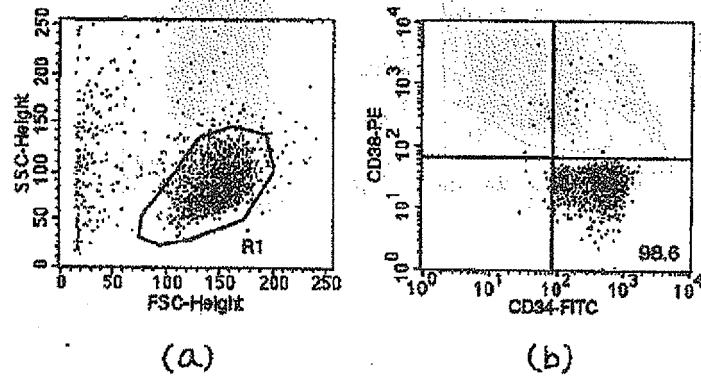 250
200
150
100
50
0
SSC-Height
R1
0 50 100 150 200 250
FSC-Height
(a)
10^4
10^3
10^2
10^1
10^0
CD38-PE
98.6
10^0 10^1 10^2 10^3 10^4
CD34-FITC
(b)